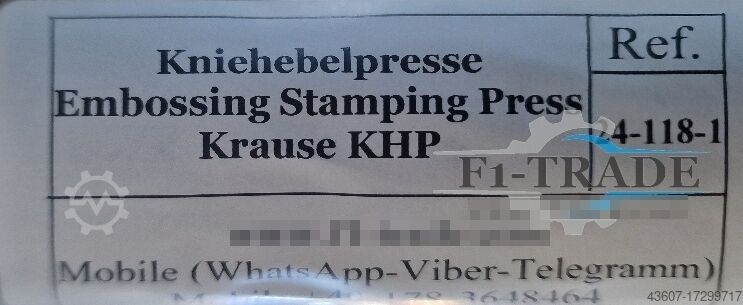 Kniehebelpresse
Ref.
Embossing Stamping Press
Krause KHP
24-118-1
F1-TRADE
Mobile (WhatsApp-Viber-Telegramm)
43607-17299717